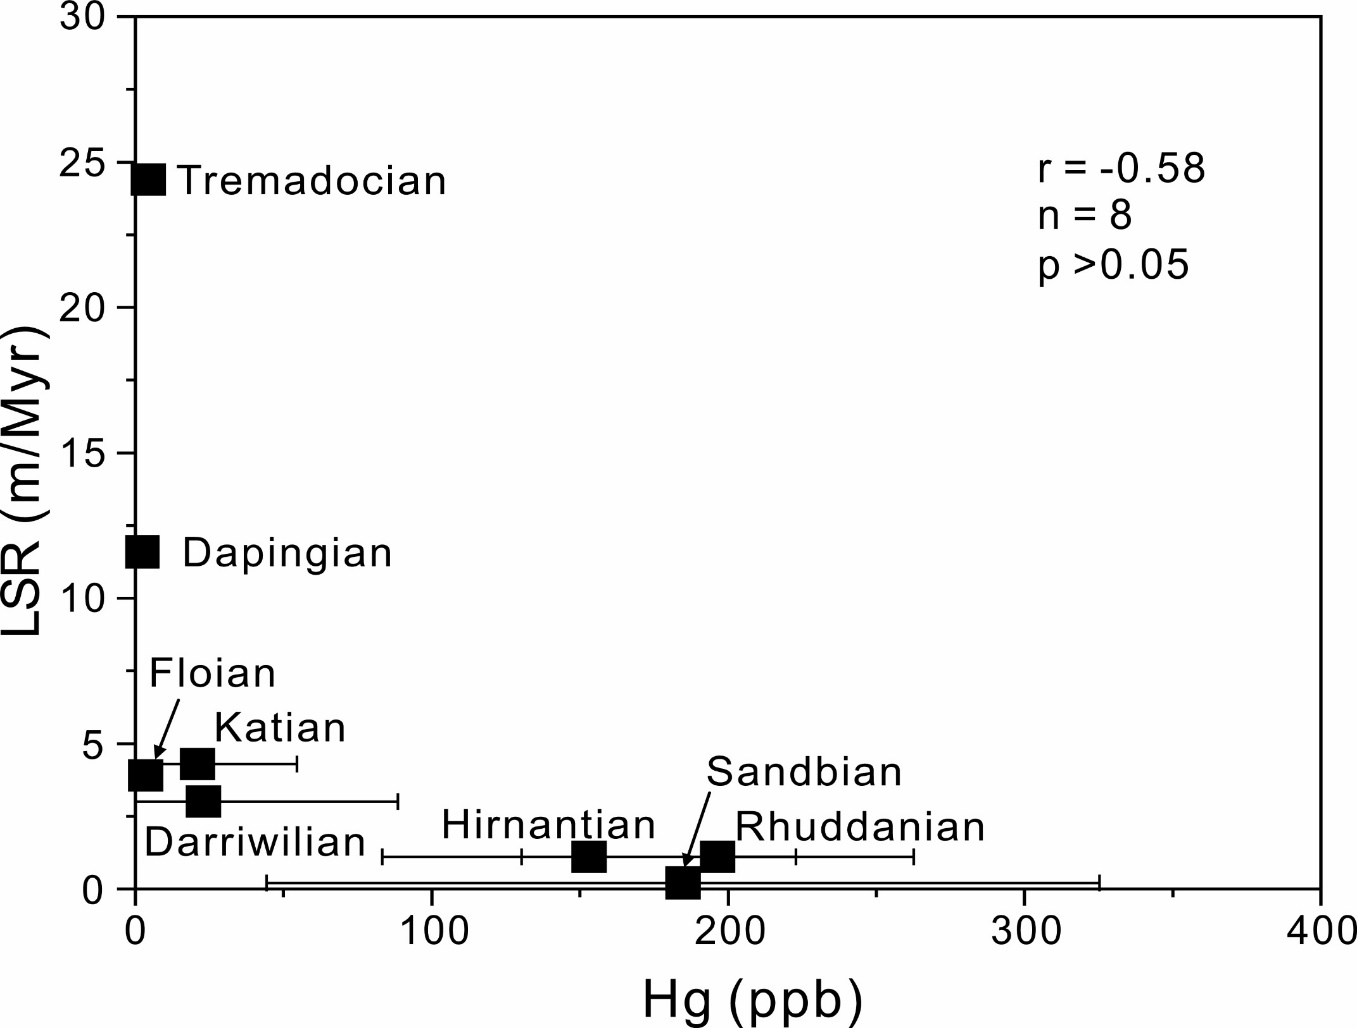 30
25
20
15
10
5
0
LSR (m/Myr)
Tremadocian
r = -0.58
n = 8
p >0.05
Dapingian
Floian
Katian
Sandbian
Hirnantian
Rhuddanian
Darriwilian
0 100 200 300 400
Hg (ppb)